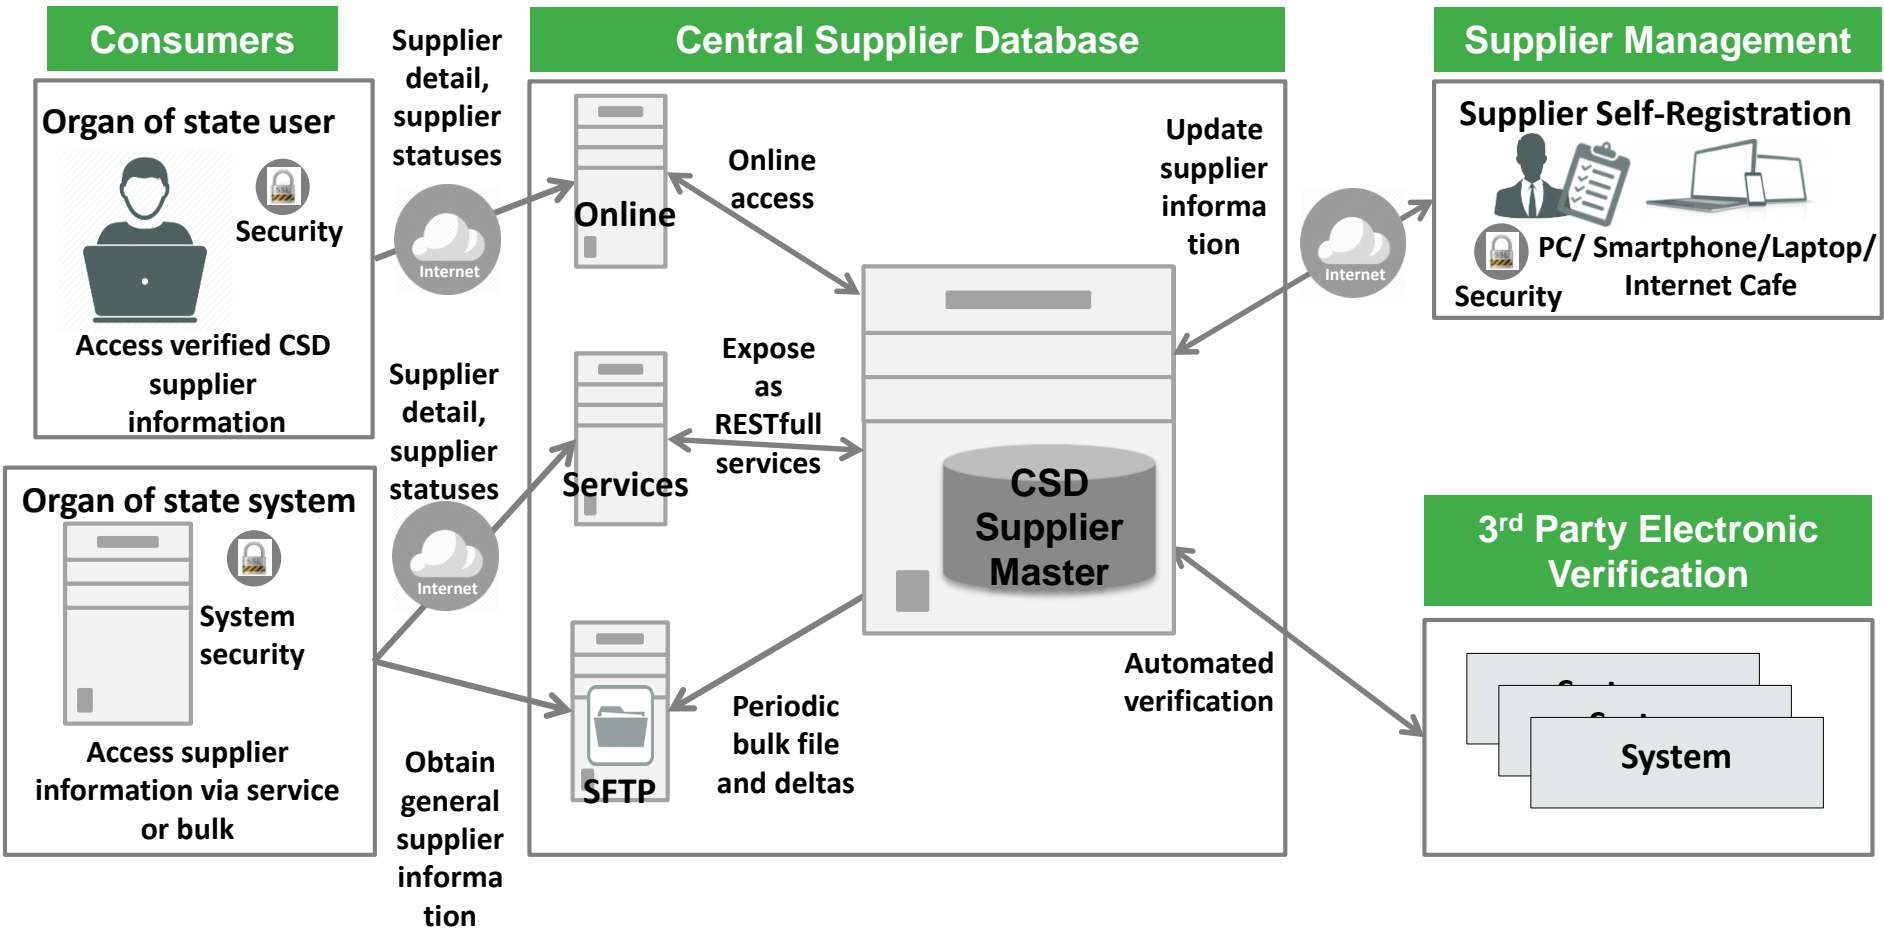 Consumers
Organ of state user
SSL
Security
Access verified CSD
supplier
information
Organ of state system
SSL
System
security
Access supplier
information via service
or bulk
Supplier
detail,
supplier
statuses
Internet
Supplier
detail,
supplier
statuses
Internet
Obtain
general
supplier
informa
tion
Central Supplier Database
Online
Online
access
Services
Expose
as
RESTfull
services
SFTP
Periodic
bulk file
and deltas
CSD
Supplier
Master
Update
supplier
informa
tion
Internet
Automated
verification
Supplier Management
Supplier Self-Registration
SSL
Security
PC/ Smartphone/Laptop/
Internet Cafe
3rd Party Electronic
Verification
System